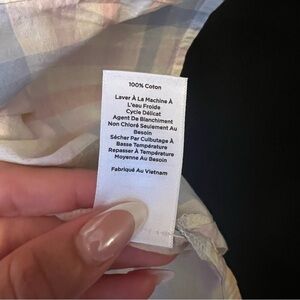 100% Coton
Laver À La Machine À
L'eau Froide
Cycle Délicat
Agent De Blanchiment
Non Chloré Seulement Au
Besoin
Sécher Par Culbutage À
Basse Température
Repasser À Température
Moyenne Au Besoin
Fabriqué Au Vietnam